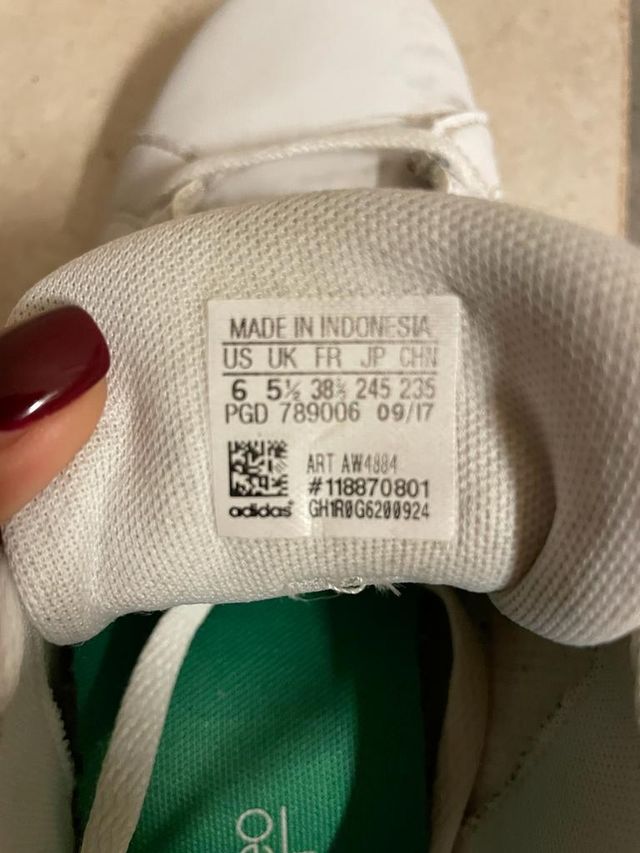 MADE IN INDONESIA
US UK FR JP CHN
6 5½ 38⅔ 245 235
PGD 789006 09/17
ART AW4884
#118870801
adidas GH1R0G6200924
neo